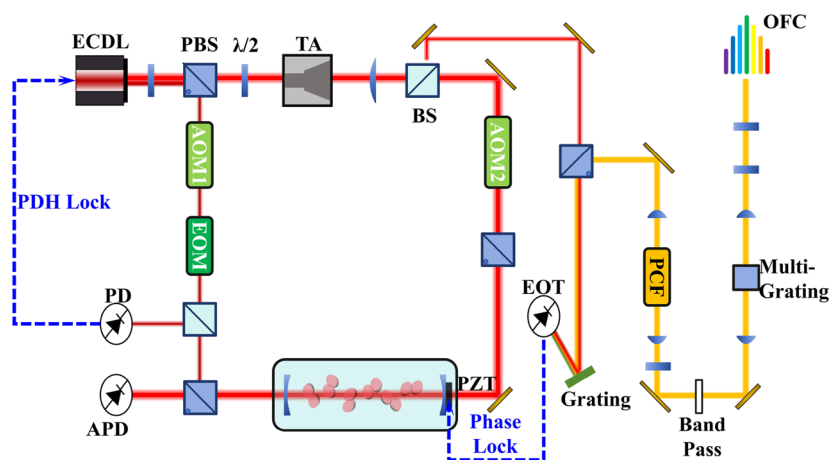 ECDL
PBS
λ/2
TA
OFC
BS
AOM1
AOM2
PDH Lock
EOM
PCF
Multi-
Grating
PD
EOT
PZT
Grating
APD
Phase
Lock
Band
Pass